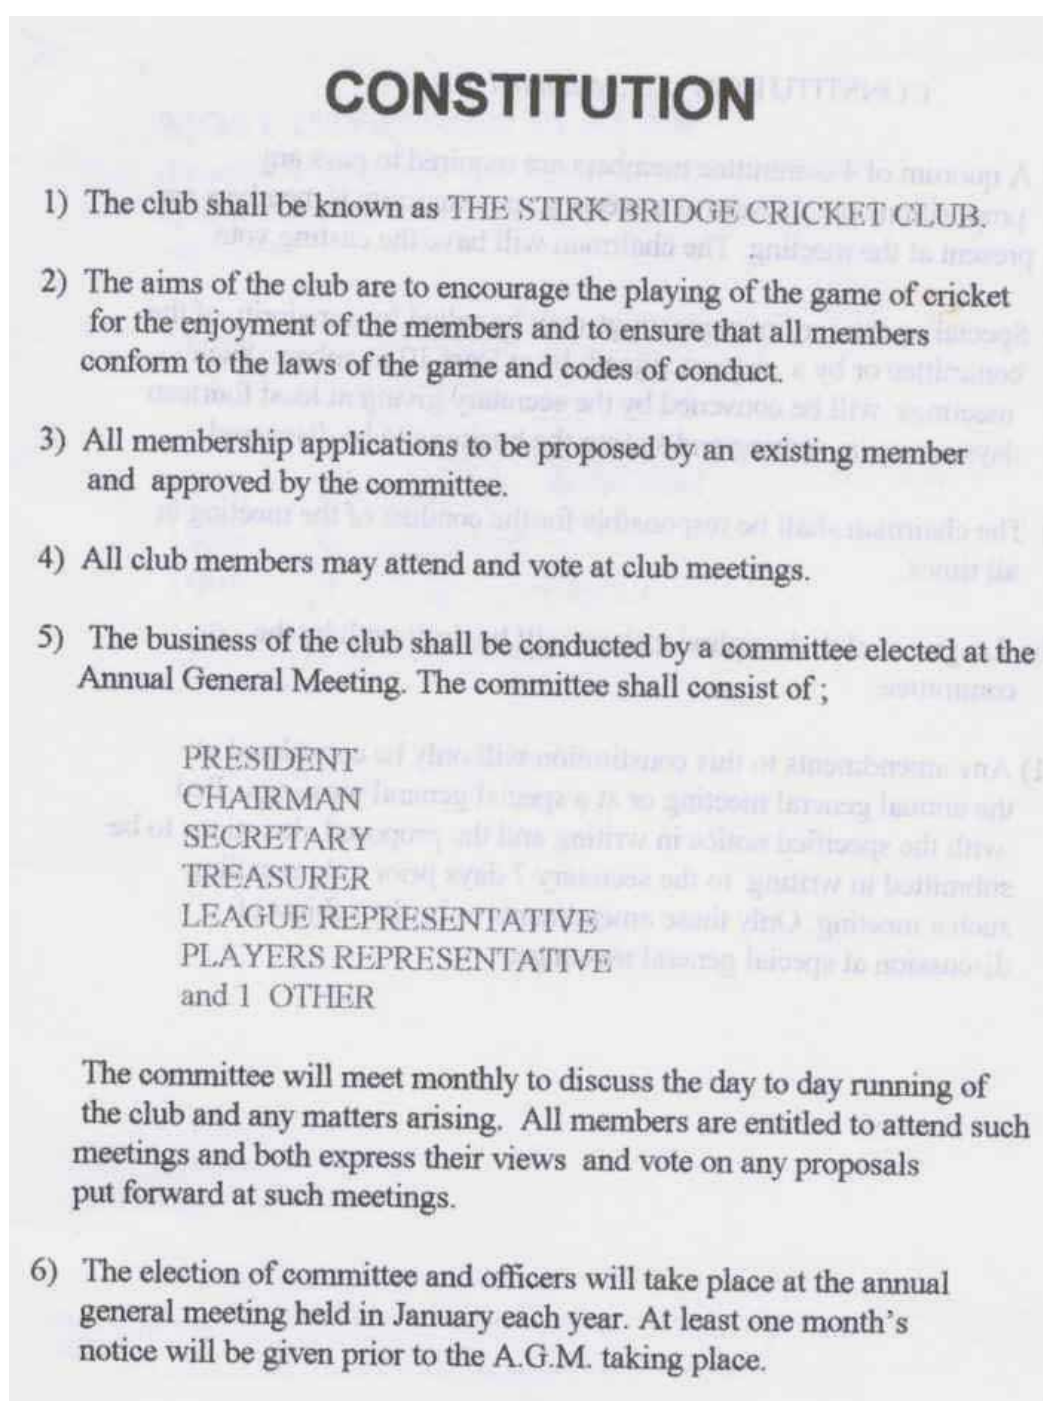 CONSTITUTION
1) The club shall be known as THE STIRK BRIDGE CRICKET CLUB.
2) The aims of the club are to encourage the playing of the game of cricket
for the enjoyment of the members and to ensure that all members
conform to the laws of the game and codes of conduct.
3) All membership applications to be proposed by an existing member
and approved by the committee.
4) All club members may attend and vote at club meetings.
5) The business of the club shall be conducted by a committee elected at the
Annual General Meeting. The committee shall consist of ;
PRESIDENT
CHAIRMAN
SECRETARY
TREASURER
LEAGUE REPRESENTATIVE
PLAYERS REPRESENTATIVE
and 1 OTHER
The committee will meet monthly to discuss the day to day running of
the club and any matters arising. All members are entitled to attend such
meetings and both express their views and vote on any proposals
put forward at such meetings.
6) The election of committee and officers will take place at the annual
general meeting held in January each year. At least one month's
notice will be given prior to the A.G.M. taking place.